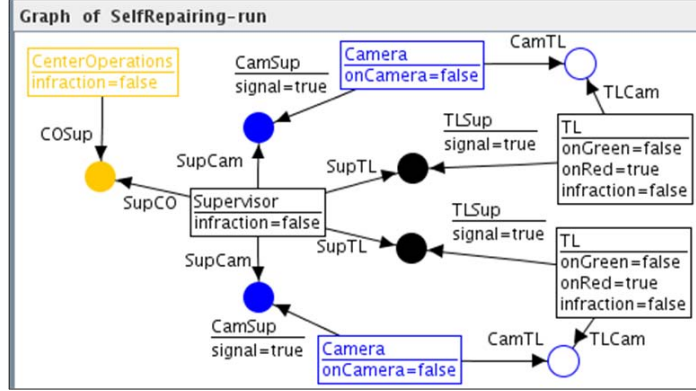 Graph of SelfRepairing-run
CenterOperations
infraction=false
COSup
SupCO
CamSup
signal=true
Camera
onCamera=false
CamTL
TLCam
SupCam
SupTL
TLSup
signal=true
TL
onGreen=false
onRed=true
infraction=false
Supervisor
infraction=false
SupCam
SupTL
TLSup
signal=true
TL
onGreen=false
onRed=true
infraction=false
CamSup
signal=true
Camera
onCamera=false
CamTL
TLCam